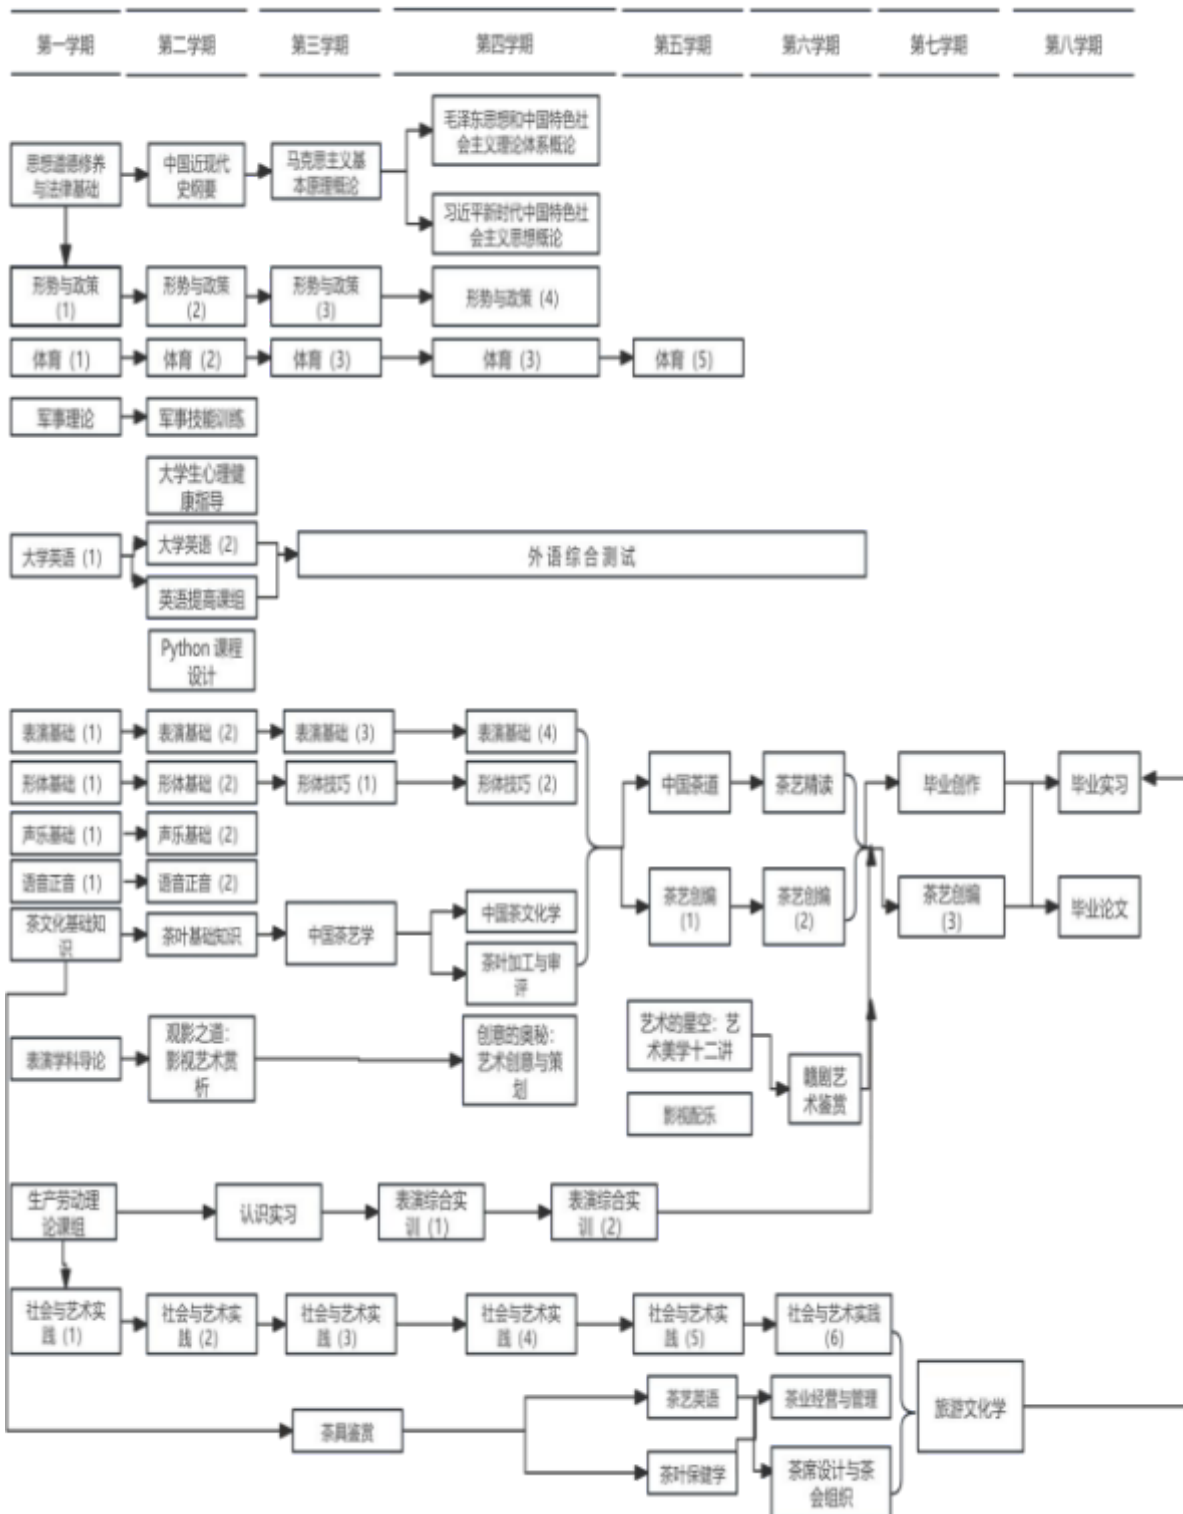 第一学期
第二学期
第三学期
第四学期
第五学期
第六学期
第七学期
第八学期
毛泽东思想和中国特色社
会主义理论体系概论
思想道德修养
与法律基础
中国近现代
史纲要
马克思主义基
本原理概论
习近平新时代中国特色社
会主义思想概论
形势与政策
(1)
形势与政策
(2)
形势与政策
(3)
形势与政策 (4)
体育 (1)
体育 (2)
体育 (3)
体育 (3)
体育 (5)
军事理论
军事技能训练
大学生心理健
康指导
大学英语 (1)
大学英语 (2)
英语提高课组
外语综合测试
Python 课程
设计
表演基础 (1)
表演基础 (2)
表演基础 (3)
表演基础 (4)
形体基础 (1)
形体基础 (2)
形体技巧 (1)
形体技巧 (2)
中国茶道
茶艺精读
毕业创作
毕业实习
声乐基础 (1)
声乐基础 (2)
语音正音 (1)
语音正音 (2)
茶艺创编
(1)
茶艺创编
(2)
茶艺创编
(3)
毕业论文
茶文化基础知
识
茶叶基础知识
中国茶艺学
中国茶文化学
茶叶加工与审
评
表演学科导论
观影之道：
影视艺术赏
析
创意的奥秘：
艺术创意与策
划
艺术的星空：艺
术美学十二讲
赣剧艺
术鉴赏
影视配乐
生产劳动理
论课组
认识实习
表演综合实
训 (1)
表演综合实
训 (2)
社会与艺术实
践 (1)
社会与艺术实
践 (2)
社会与艺术实
践 (3)
社会与艺术实
践 (4)
社会与艺术实
践 (5)
社会与艺术实践
(6)
茶具鉴赏
茶艺英语
茶业经营与管理
旅游文化学
茶叶保健学
茶席设计与茶
会组织